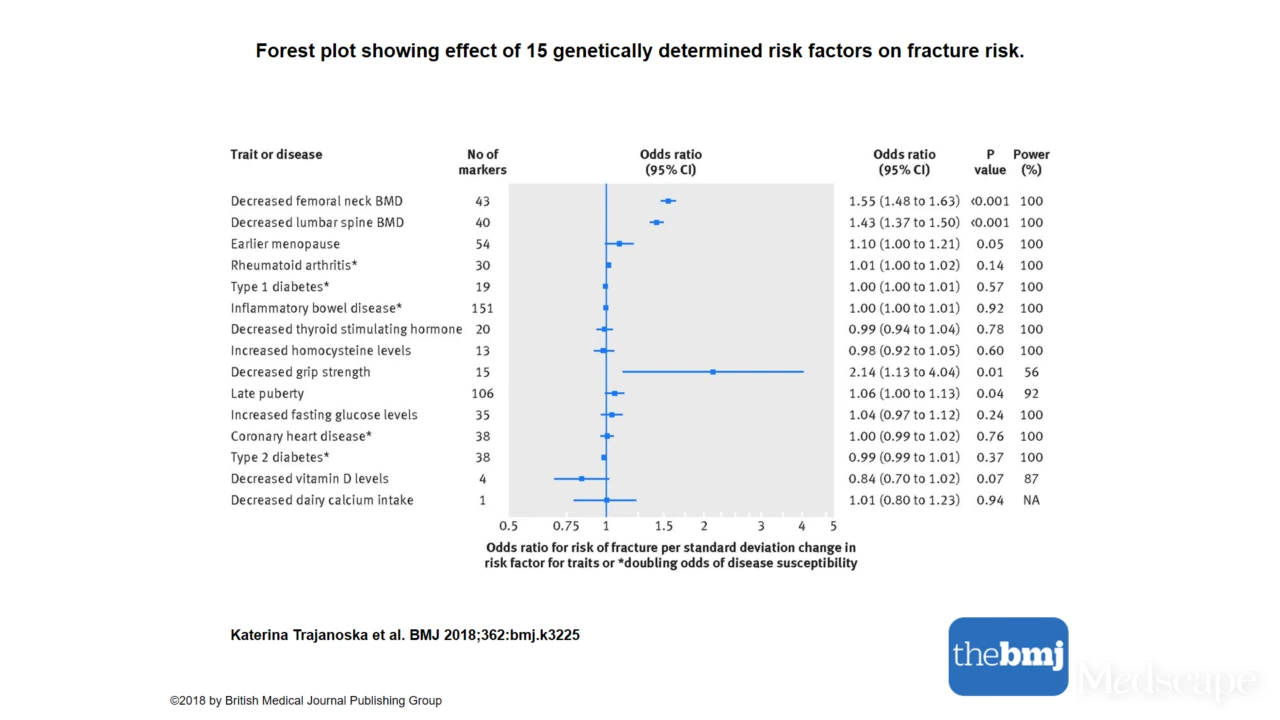 Forest plot showing effect of 15 genetically determined risk factors on fracture risk.
Trait or disease No of markers Odds ratio (95% CI) Odds ratio (95% CI) P value Power (%)
Decreased femoral neck BMD 43 1.55 (1.48 to 1.63) <0.001 100
Decreased lumbar spine BMD 40 1.43 (1.37 to 1.50) <0.001 100
Earlier menopause 54 1.10 (1.00 to 1.21) 0.05 100
Rheumatoid arthritis* 30 1.01 (1.00 to 1.02) 0.14 100
Type 1 diabetes* 19 1.00 (1.00 to 1.01) 0.57 100
Inflammatory bowel disease* 151 1.00 (1.00 to 1.01) 0.92 100
Decreased thyroid stimulating hormone 20 0.99 (0.94 to 1.04) 0.78 100
Increased homocysteine levels 13 0.98 (0.92 to 1.05) 0.60 100
Decreased grip strength 15 2.14 (1.13 to 4.04) 0.01 56
Late puberty 106 1.06 (1.00 to 1.13) 0.04 92
Increased fasting glucose levels 35 1.04 (0.97 to 1.12) 0.24 100
Coronary heart disease* 38 1.00 (0.99 to 1.02) 0.76 100
Type 2 diabetes* 38 0.99 (0.99 to 1.01) 0.37 100
Decreased vitamin D levels 4 0.84 (0.70 to 1.02) 0.07 87
Decreased dairy calcium intake 1 1.01 (0.80 to 1.23) 0.94 NA
0.5 0.75 1 1.5 2 3 4 5
Odds ratio for risk of fracture per standard deviation change in
risk factor for traits or *doubling odds of disease susceptibility
Katerina Trajanoska et al. BMJ 2018;362:bmj.k3225
thebmj
Medscape
©2018 by British Medical Journal Publishing Group